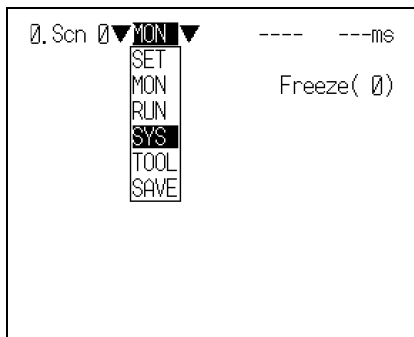 0.Scn 0▼MON ▼ ---- ---ms
SET
MON Freeze( 0)
RUN
SYS
TOOL
SAVE